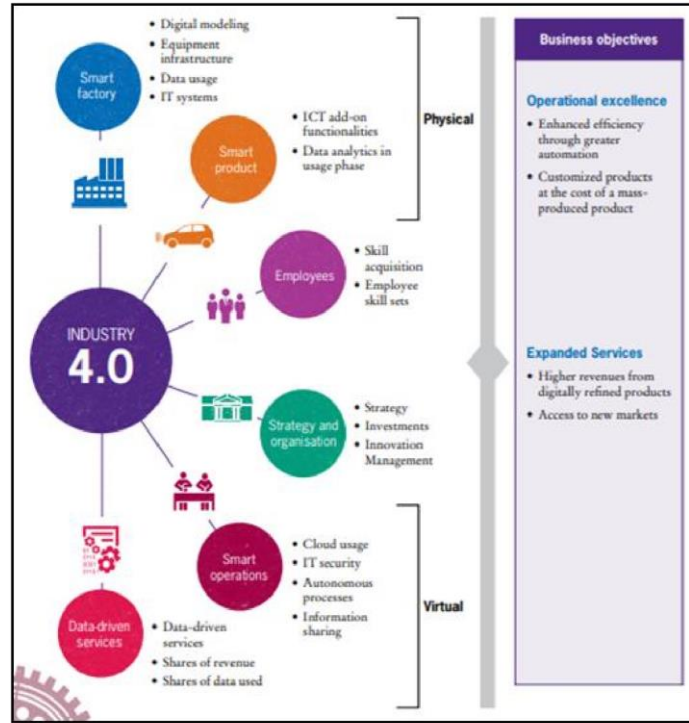 • Digital modeling
• Equipment
infrastructure
• Data usage
• IT systems
Smart
factory
• ICT add-on
functionalities
• Data analytics in
usage phase
Smart
product
Physical
• Skill
acquisition
• Employee
skill sets
Employees
INDUSTRY
4.0
Strategy and
organisation
• Strategy
• Investments
• Innovation
Management
Smart
operations
• Cloud usage
• IT security
• Autonomous
processes
• Information
sharing
Virtual
Data-driven
services
• Data-driven
services
• Shares of revenue
• Shares of data used
Business objectives
Operational excellence
• Enhanced efficiency
through greater
automation
• Customized products
at the cost of a mass-
produced product
Expanded Services
• Higher revenues from
digitally refined products
• Access to new markets